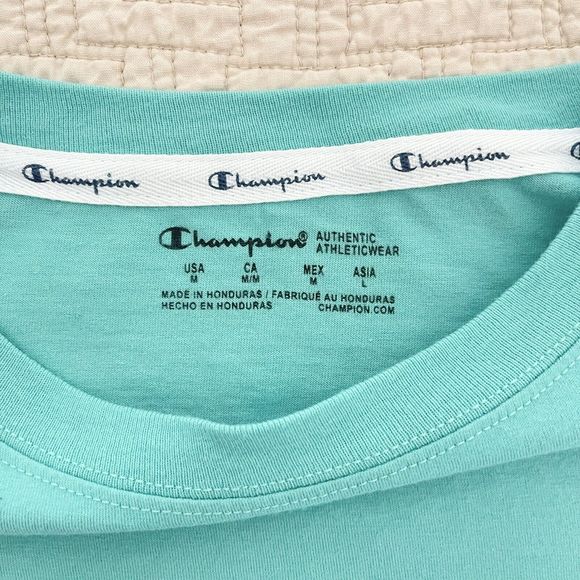 Champion Champion Champion Champion
Champion® AUTHENTIC
ATHLETICWEAR
USA CA MEX ASIA
M M/M M L
MADE IN HONDURAS / FABRIQUÉ AU HONDURAS
HECHO EN HONDURAS CHAMPION.COM